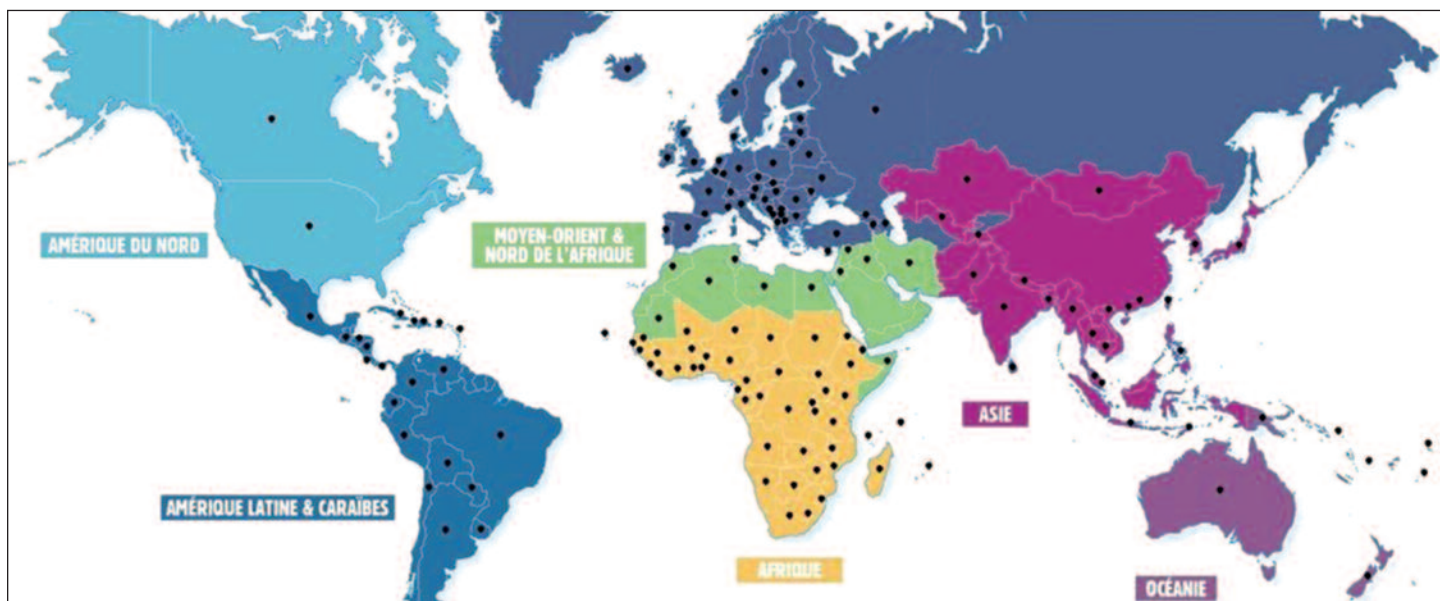 AMÉRIQUE DU NORD
MOYEN-ORIENT &
NORD DE L'AFRIQUE
ASIE
AMÉRIQUE LATINE & CARAÏBES
AFRIQUE
OCÉANIE